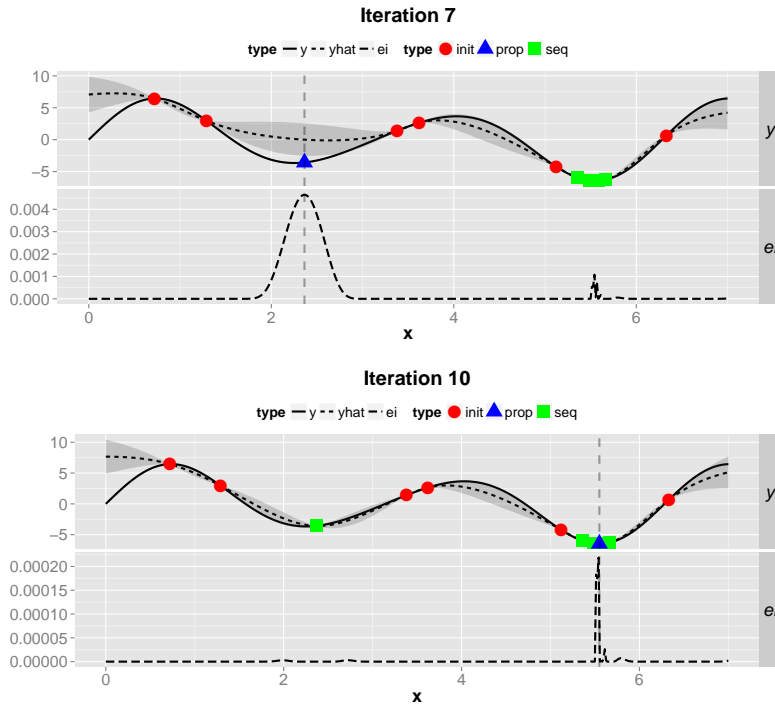 Iteration 7
type y yhat ei type init prop seq
10
5
0
−5
y
0.004
0.003
0.002
0.001
0.000
0 2 4 6
x
Iteration 10
type y yhat ei type init prop seq
10
5
0
−5
y
0.00020
0.00015
0.00010
0.00005
0.00000
0 2 4 6
x